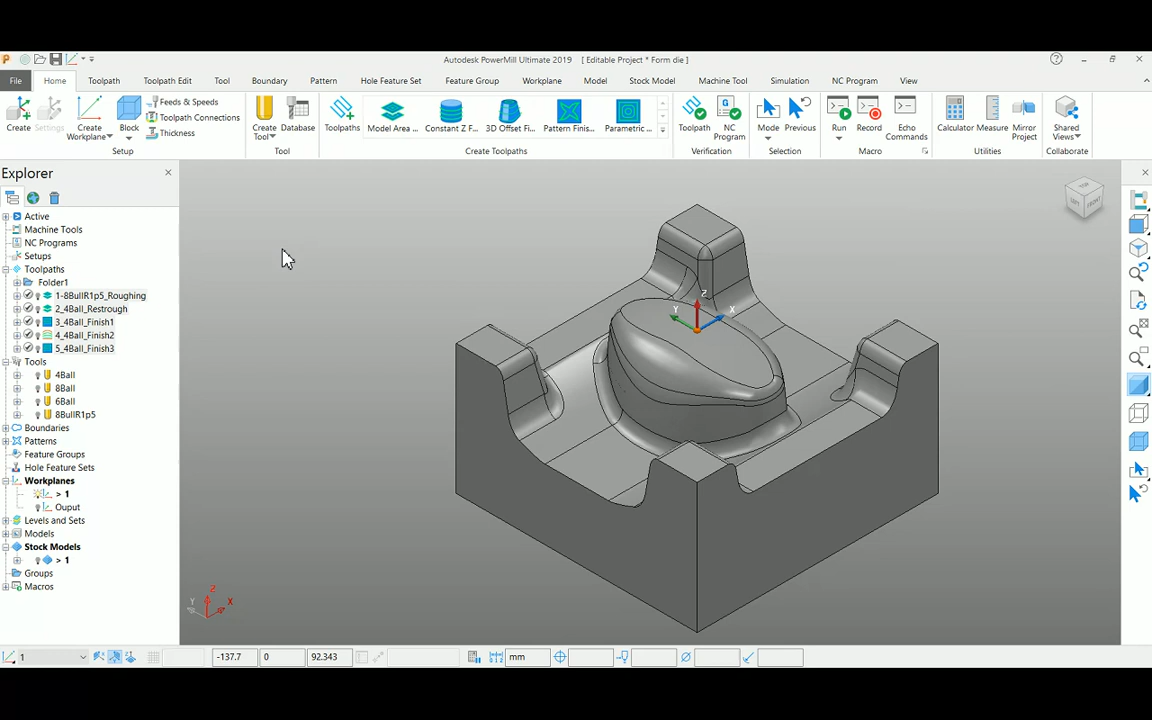 Autodesk PowerMill Ultimate 2019 [ Editable Project * Form die ]
File Home Toolpath Toolpath Edit Tool Boundary Pattern Hole Feature Set Feature Group Workplane Model Stock Model Machine Tool Simulation NC Program View
Create
Settings
Create
Workplane
Block
Feeds & Speeds
Toolpath Connections
Thickness
Setup
Create
Tool
Database
Tool
Toolpaths
Model Area ...
Constant Z F...
3D Offset Fi...
Pattern Finis...
Parametric ...
Create Toolpaths
Toolpath
NC
Program
Verification
Mode
Previous
Selection
Run
Record
Echo
Commands
Macro
Calculator
Measure
Mirror
Project
Utilities
Shared
Views
Collaborate
Explorer
Active
Machine Tools
NC Programs
Setups
Toolpaths
Folder1
1-8BullR1p5_Roughing
2_4Ball_Restrough
3_4Ball_Finish1
4_4Ball_Finish2
5_4Ball_Finish3
Tools
4Ball
8Ball
6Ball
8BullR1p5
Boundaries
Patterns
Feature Groups
Hole Feature Sets
Workplanes
> 1
Ouput
Levels and Sets
Models
Stock Models
> 1
Groups
Macros
TOP
LEFT
FRONT
Z
Y
X
Z
Y
X
1
-137.7
0
92.343
mm